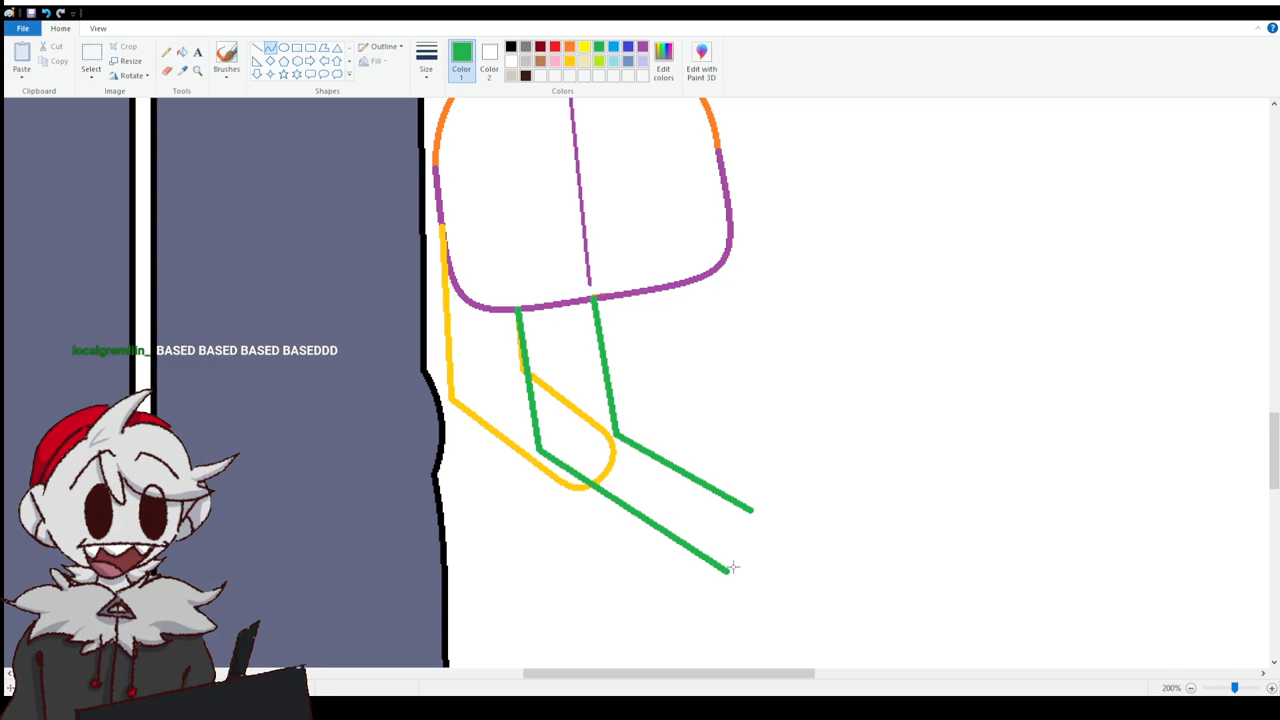 File Home View
Paste Cut Copy Clipboard
Select Crop Resize Rotate Image
Tools
Brushes
Outline Fill Shapes
Size
Color 1
Color 2
Edit colors
Colors
Edit with Paint 3D
localgremlin_ BASED BASED BASED BASEDDD
200%